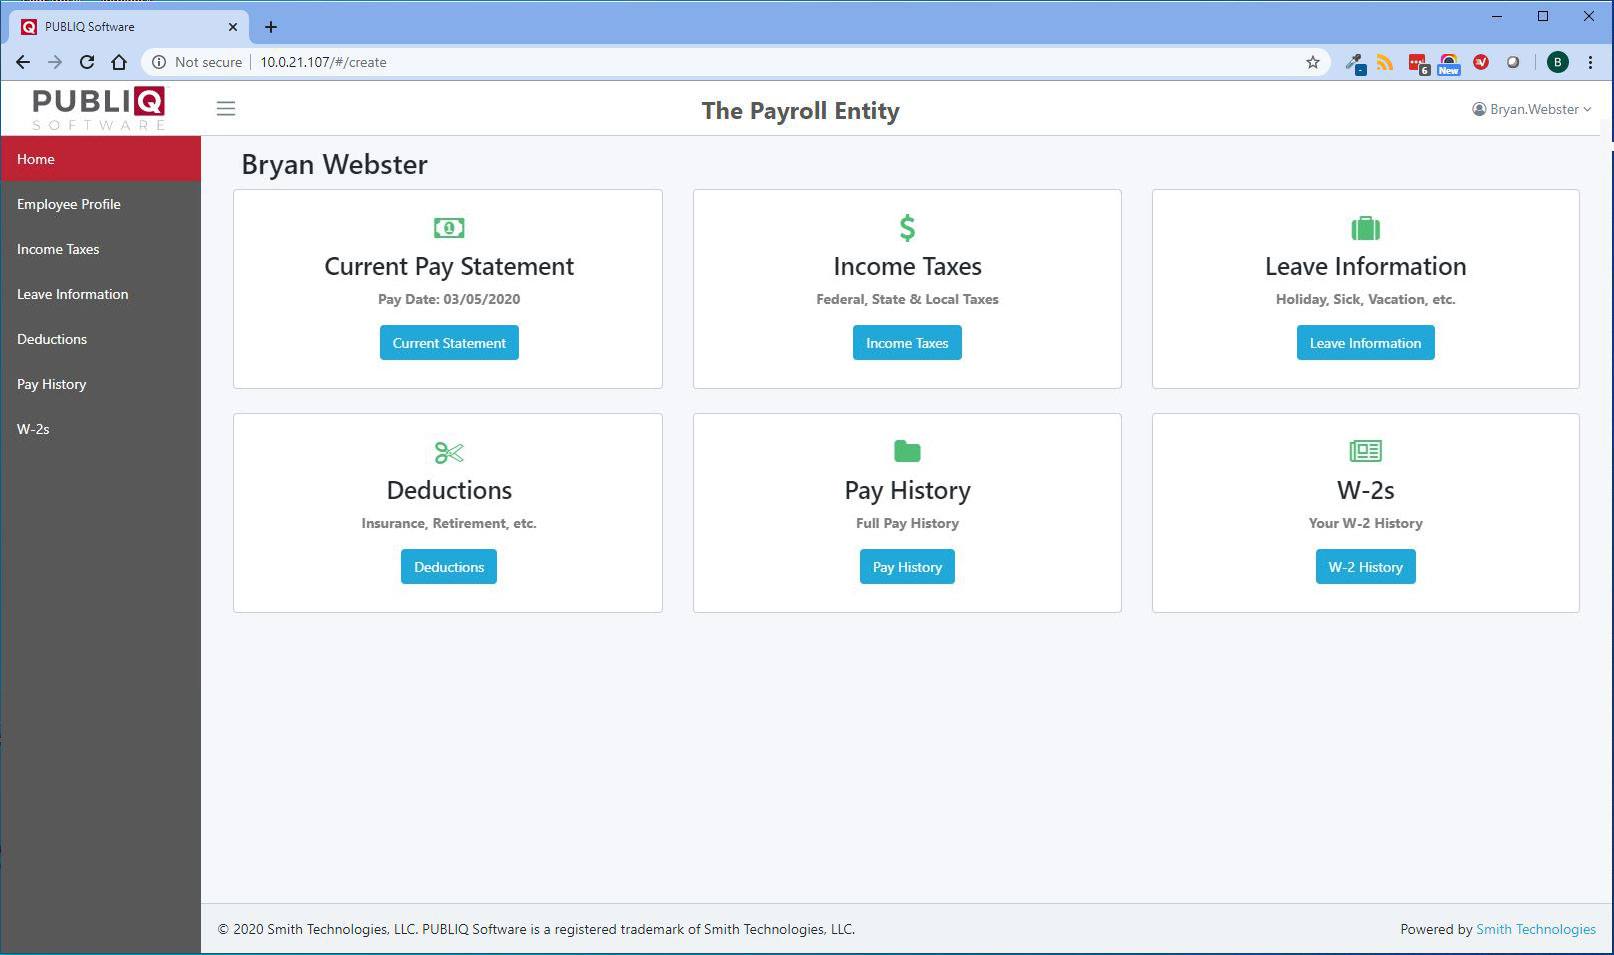 PUBLIQ Software
Not secure
10.0.21.107/#/create
6
New
B
PUBLIQ
SOFTWARE
The Payroll Entity
Bryan.Webster
Home
Employee Profile
Income Taxes
Leave Information
Deductions
Pay History
W-2s
Bryan Webster
1
Current Pay Statement
Pay Date: 03/05/2020
Current Statement
$
Income Taxes
Federal, State & Local Taxes
Income Taxes
Leave Information
Holiday, Sick, Vacation, etc.
Leave Information
Deductions
Insurance, Retirement, etc.
Deductions
Pay History
Full Pay History
Pay History
W-2s
Your W-2 History
W-2 History
© 2020 Smith Technologies, LLC. PUBLIQ Software is a registered trademark of Smith Technologies, LLC.
Powered by Smith Technologies